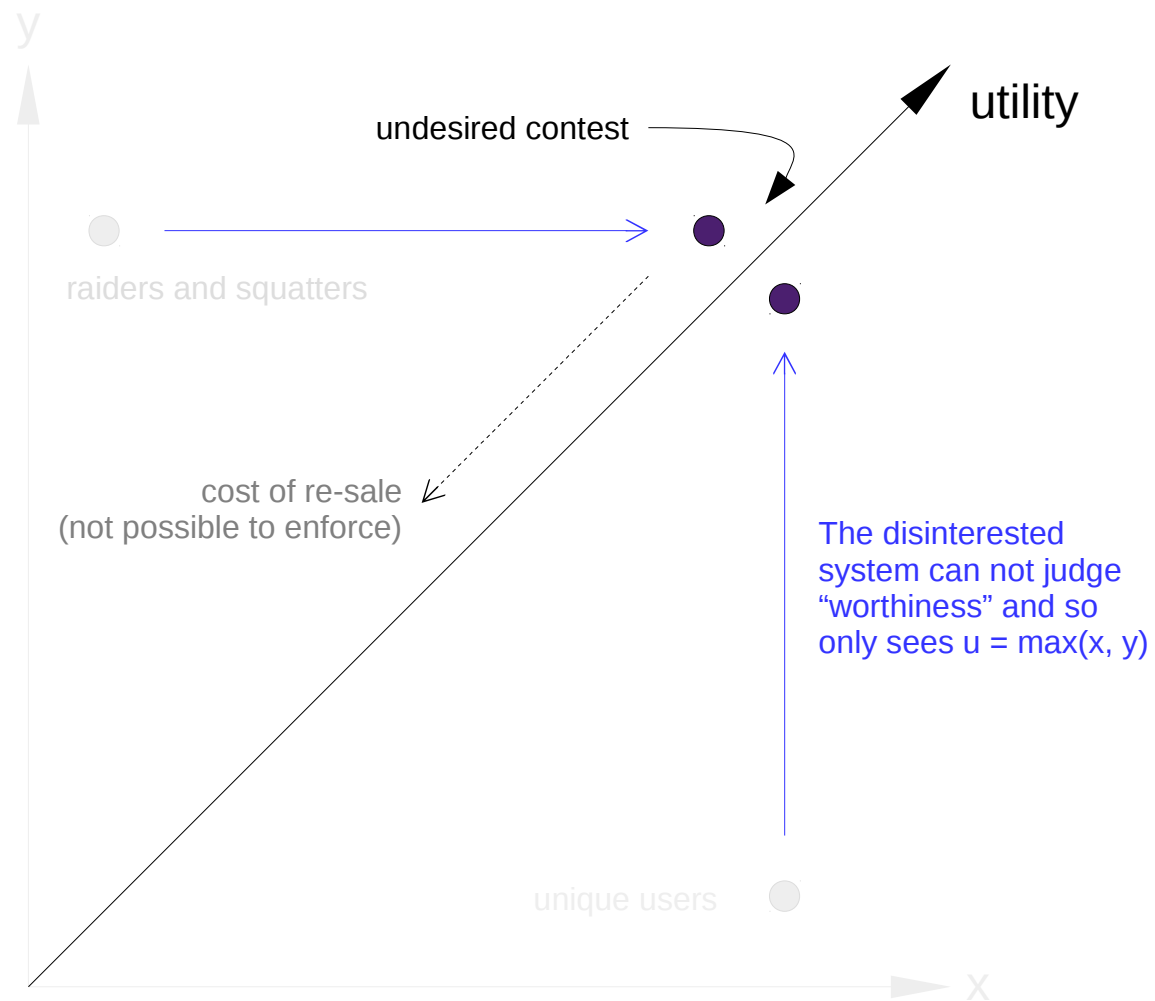 y
utility
undesired contest
raiders and squatters
cost of re-sale
(not possible to enforce)
The disinterested
system can not judge
“worthiness” and so
only sees u = max(x, y)
unique users
x